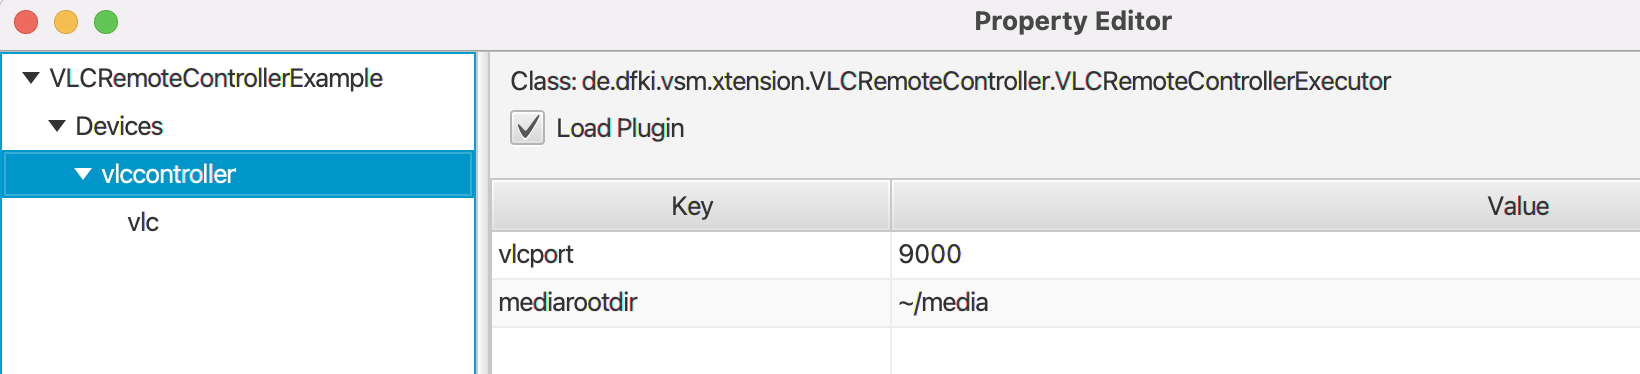 Property Editor
VLCRemoteControllerExample
Devices
vlccontroller
vlc
Class: de.dfki.vsm.xtension.VLCRemoteController.VLCRemoteControllerExecutor
Load Plugin
Key Value
vlcport 9000
mediarootdir ~/media